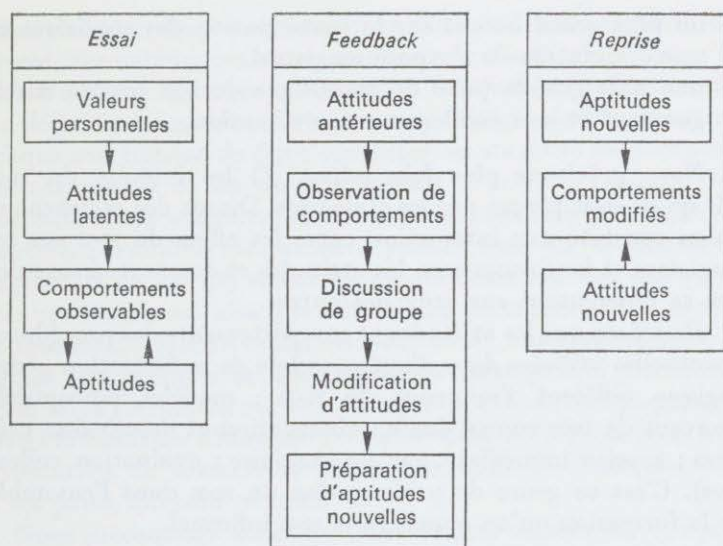 Essai
Valeurs
personnelles
Attitudes
latentes
Comportements
observables
Aptitudes
Feedback
Attitudes
antérieures
Observation de
comportements
Discussion
de groupe
Modification
d'attitudes
Préparation
d'aptitudes
nouvelles
Reprise
Aptitudes
nouvelles
Comportements
modifiés
Attitudes
nouvelles